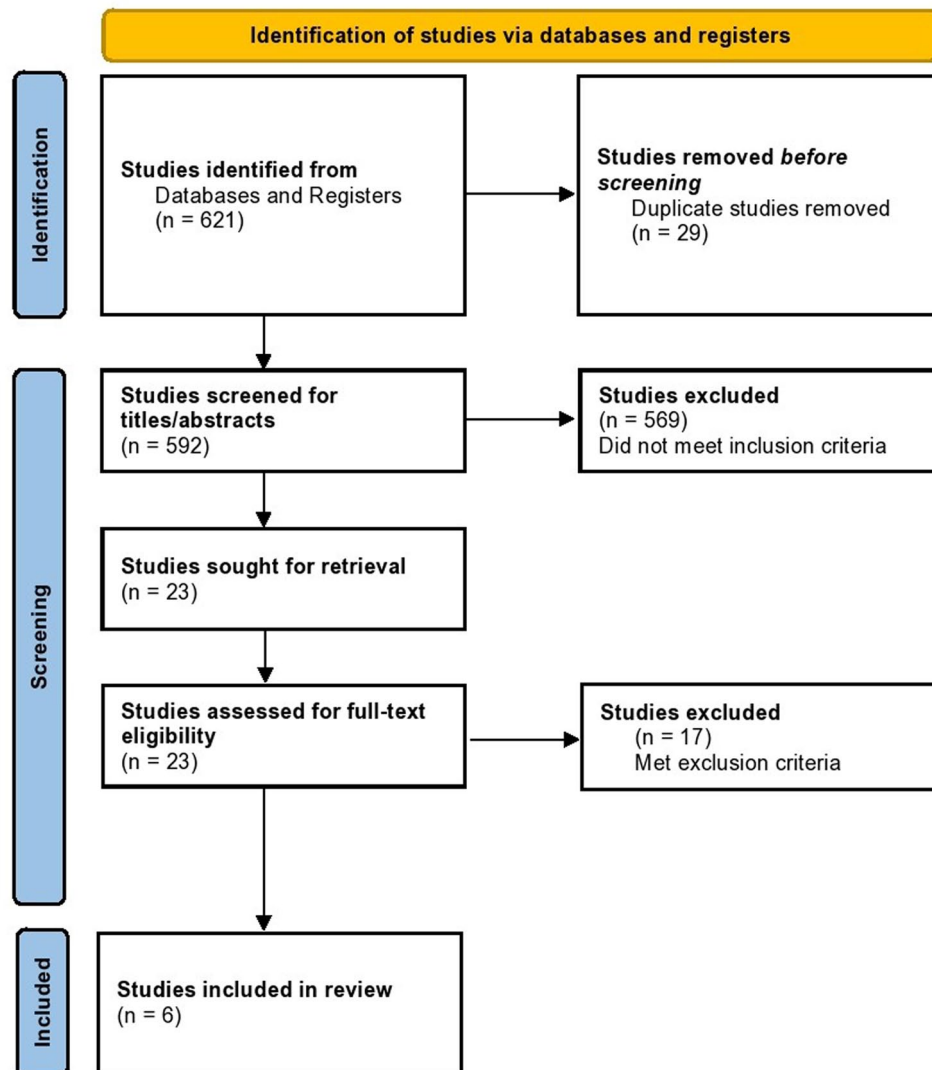 Identification of studies via databases and registers
Identification
Studies identified from
Databases and Registers
(n = 621)
Studies removed before
screening
Duplicate studies removed
(n = 29)
Screening
Studies screened for
titles/abstracts
(n = 592)
Studies excluded
(n = 569)
Did not meet inclusion criteria
Studies sought for retrieval
(n = 23)
Studies assessed for full-text
eligibility
(n = 23)
Studies excluded
(n = 17)
Met exclusion criteria
Included
Studies included in review
(n = 6)